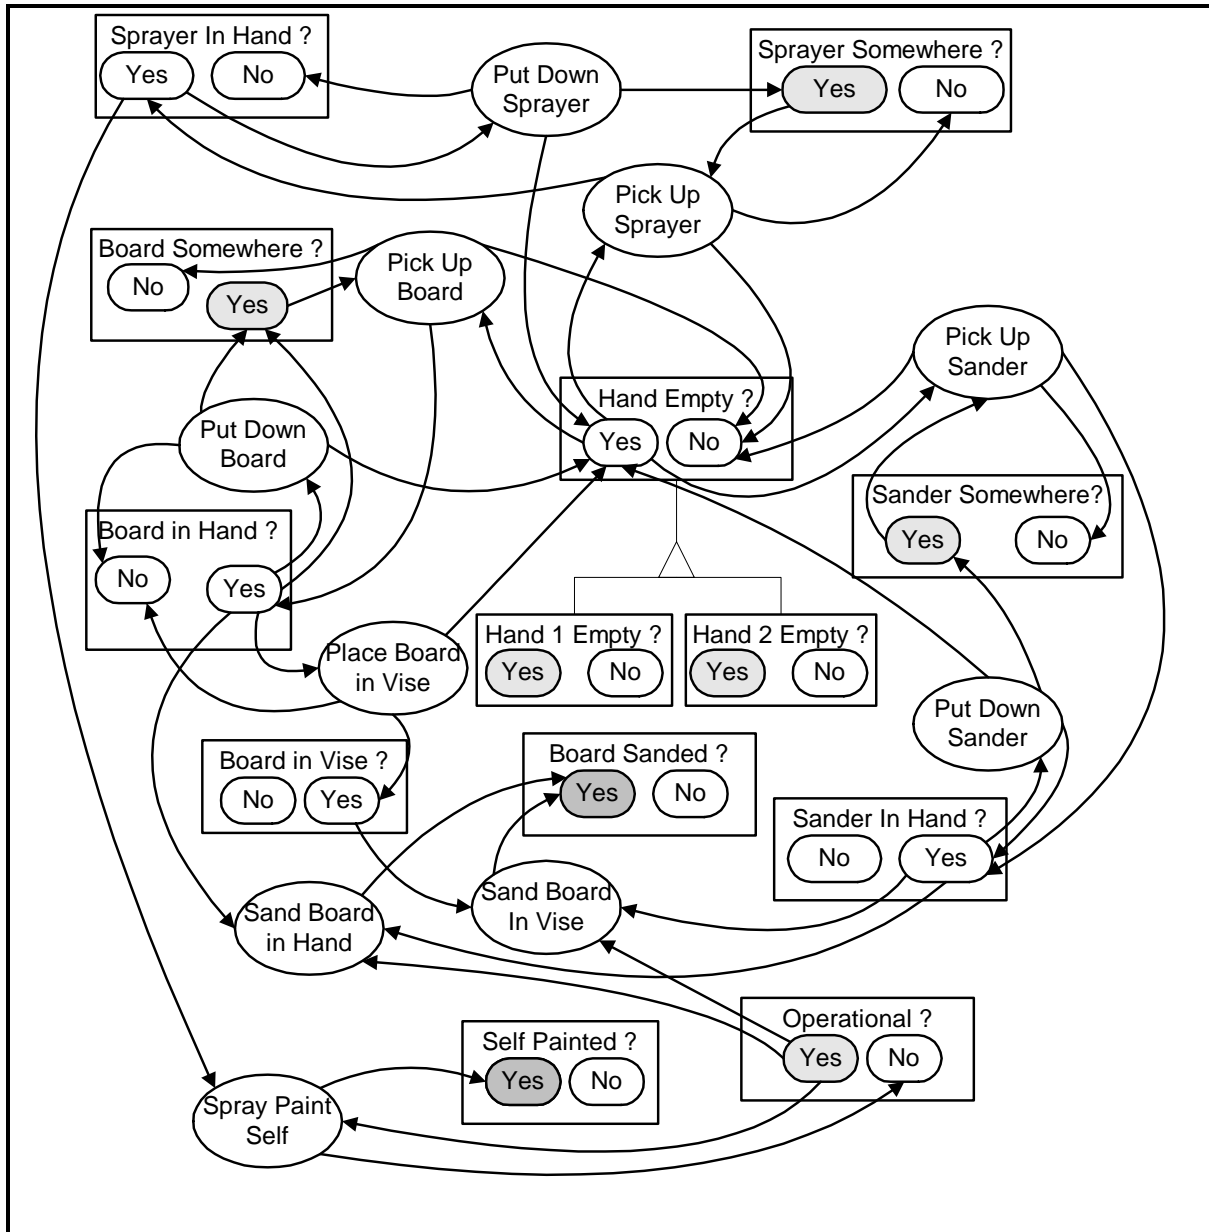 Sprayer In Hand ?
Yes
No
Put Down
Sprayer
Sprayer Somewhere ?
Yes
No
Pick Up
Sprayer
Board Somewhere ?
No
Yes
Pick Up
Board
Pick Up
Sander
Hand Empty ?
Yes
No
Put Down
Board
Sander Somewhere?
Yes
No
Board in Hand ?
No
Yes
Place Board
in Vise
Hand 1 Empty ?
Yes
No
Hand 2 Empty ?
Yes
No
Put Down
Sander
Board in Vise ?
No
Yes
Board Sanded ?
Yes
No
Sander In Hand ?
No
Yes
Sand Board
in Hand
Sand Board
In Vise
Operational ?
Yes
No
Self Painted ?
Yes
No
Spray Paint
Self